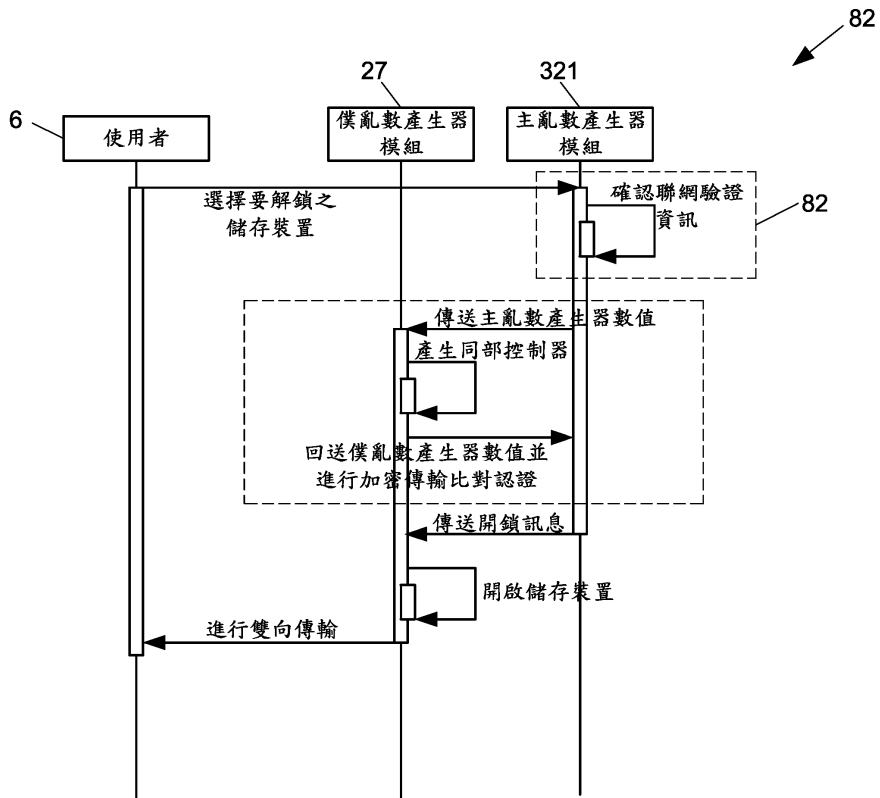 82
27
321
6
使用者
僕亂數產生器
模組
主亂數產生器
模組
選擇要解鎖之
儲存裝置
確認聯網驗證
資訊
82
傳送主亂數產生器數值
產生同部控制器
回送僕亂數產生器數值並
進行加密傳輸比對認證
傳送開鎖訊息
開啟儲存裝置
進行雙向傳輸